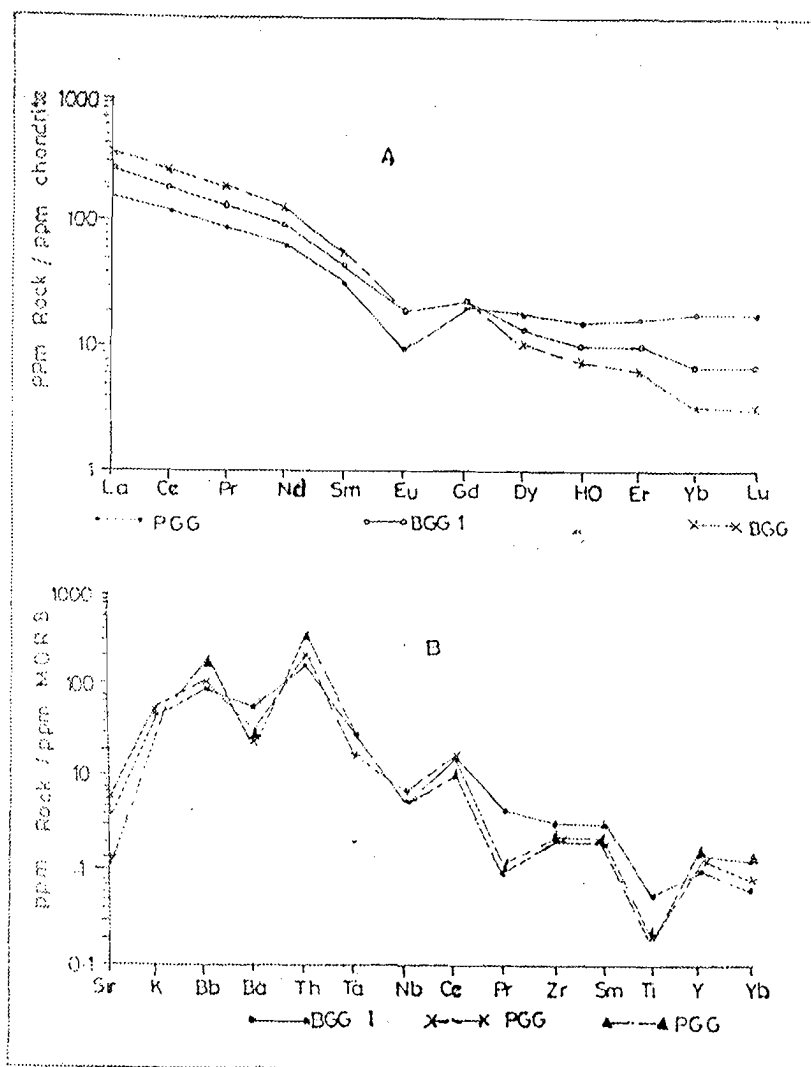 1000
100
10
1
ppm Rock / ppm chondrite
A
La Ce Pr Nd Sm Eu Gd Dy HO Er Yb Lu
PGG BGG 1 BGG
1000
100
10
.1
0.1
ppm Rock / ppm MORB
B
Sr K Bb Ba Th Ta Nb Ce Pr Zr Sm Ti Y Yb
BGG I PGG PGG